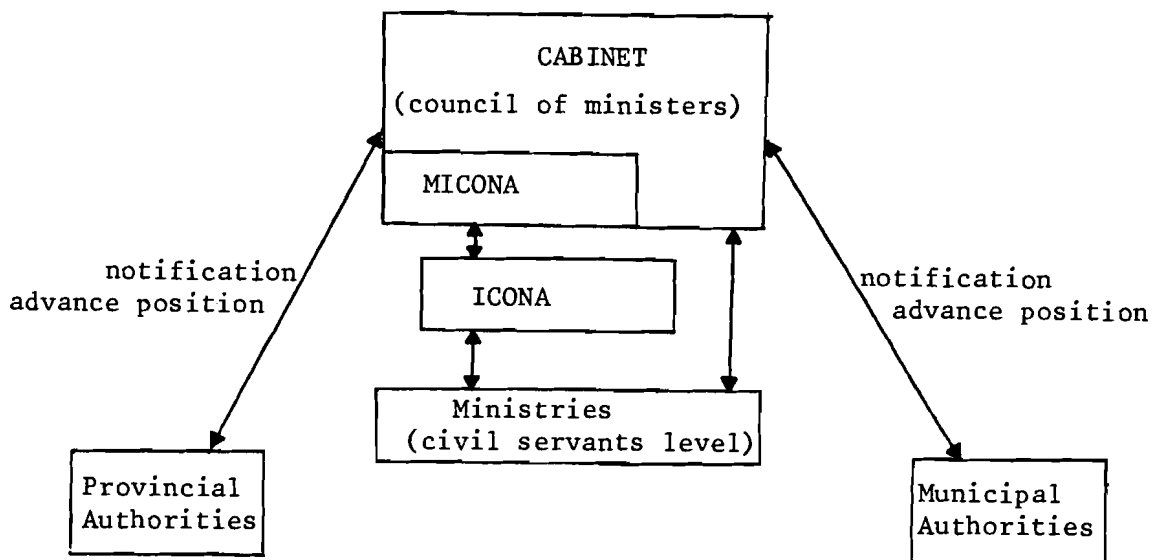 CABINET
(council of ministers)
MICONA
notification
advance position
ICONA
notification
advance position
Ministries
(civil servants level)
Provincial
Authorities
Municipal
Authorities